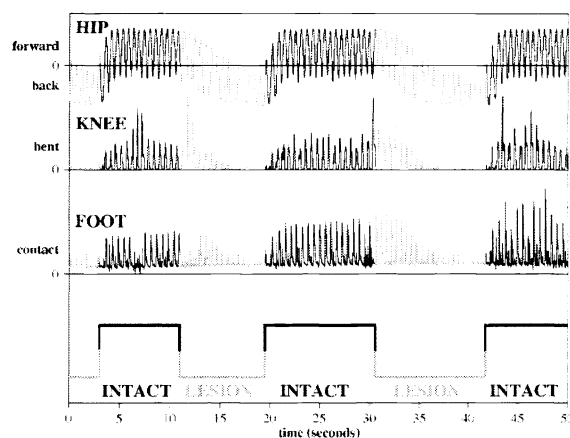 HIP
forward
0
back
KNEE
bent
0
FOOT
contact
0
INTACT LESION INTACT LESION INTACT
0 5 10 15 20 25 30 35 40 45 50
time (seconds)